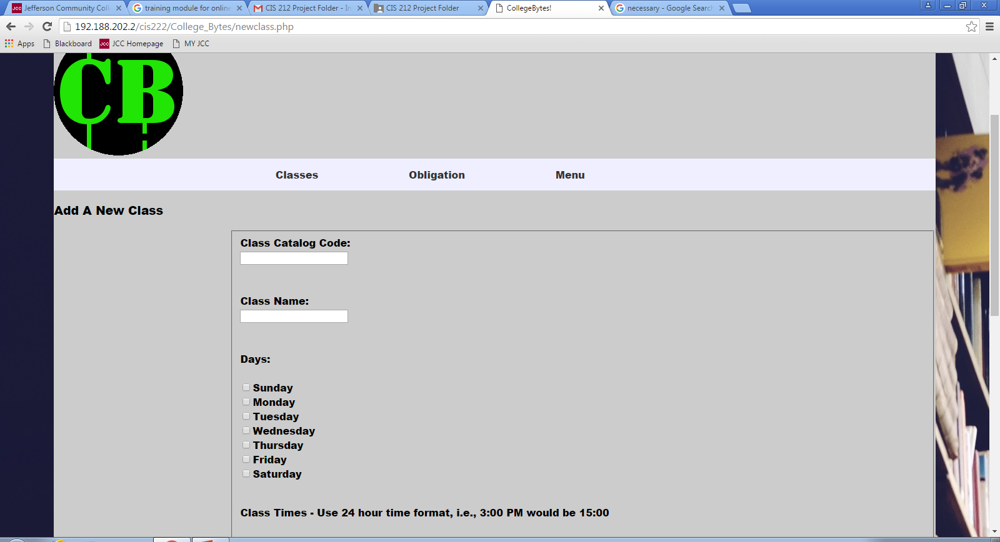 Jefferson Community Coll
training module for online
CIS 212 Project Folder - In
CIS 212 Project Folder
CollegeBytes!
necessary - Google Search
192.188.202.2/cis222/College_Bytes/newclass.php
Apps
Blackboard
JCC
JCC Homepage
MY JCC
CB
Classes
Obligation
Menu
Add A New Class
Class Catalog Code:
Class Name:
Days:
Sunday
Monday
Tuesday
Wednesday
Thursday
Friday
Saturday
Class Times - Use 24 hour time format, i.e., 3:00 PM would be 15:00